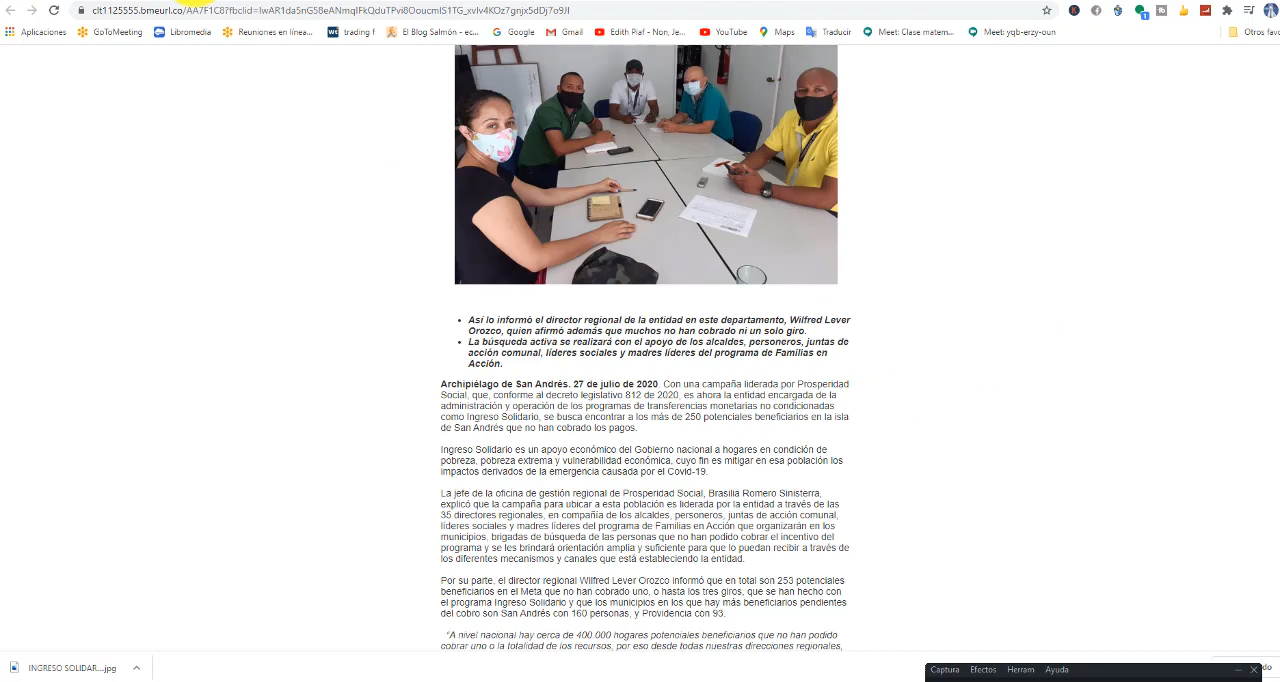 clt1125555.bmeurl.co/AA7F1C8?fbclid=IwAR1da5nG58eANmqIFkQduTPvi8OoucmIS1TG_xvIv4KOz7gnjx5dDj7o9JI
Aplicaciones GoToMeeting Libromedia Reuniones en línea... trading f El Blog Salmón - ec... Google Gmail Edith Piaf - Non, Je... YouTube Maps Traducir Meet: Clase matem... Meet: yqb-erzy-oun Otros favo
• Así lo informó el director regional de la entidad en este departamento, Wilfred Lever
Orozco, quien afirmó además que muchos no han cobrado ni un solo giro.
• La búsqueda activa se realizará con el apoyo de los alcaldes, personeros, juntas de
acción comunal, líderes sociales y madres líderes del programa de Familias en
Acción.
Archipiélago de San Andrés. 27 de julio de 2020. Con una campaña liderada por Prosperidad
Social, que, conforme al decreto legislativo 812 de 2020, es ahora la entidad encargada de la
administración y operación de los programas de transferencias monetarias no condicionadas
como Ingreso Solidario, se busca encontrar a los más de 250 potenciales beneficiarios en la isla
de San Andrés que no han cobrado los pagos.
Ingreso Solidario es un apoyo económico del Gobierno nacional a hogares en condición de
pobreza, pobreza extrema y vulnerabilidad económica, cuyo fin es mitigar en esa población los
impactos derivados de la emergencia causada por el Covid-19.
La jefe de la oficina de gestión regional de Prosperidad Social, Brasilia Romero Sinisterra,
explicó que la campaña para ubicar a esta población es liderada por la entidad a través de las
35 directores regionales, en compañía de los alcaldes, personeros, juntas de acción comunal,
líderes sociales y madres líderes del programa de Familias en Acción que organizarán en los
municipios, brigadas de búsqueda de las personas que no han podido cobrar el incentivo del
programa y se les brindará orientación amplia y suficiente para que lo puedan recibir a través de
los diferentes mecanismos y canales que está estableciendo la entidad.
Por su parte, el director regional Wilfred Lever Orozco informó que en total son 253 potenciales
beneficiarios en el Meta que no han cobrado uno, o hasta los tres giros, que se han hecho con
el programa Ingreso Solidario y que los municipios en los que hay más beneficiarios pendientes
del cobro son San Andrés con 160 personas, y Providencia con 93.
"A nivel nacional hay cerca de 400.000 hogares potenciales beneficiarios que no han podido
cobrar uno o la totalidad de los recursos, por eso desde todas nuestras direcciones regionales,
INGRESO SOLIDAR....jpg
Captura Efectos Herram Ayuda
do